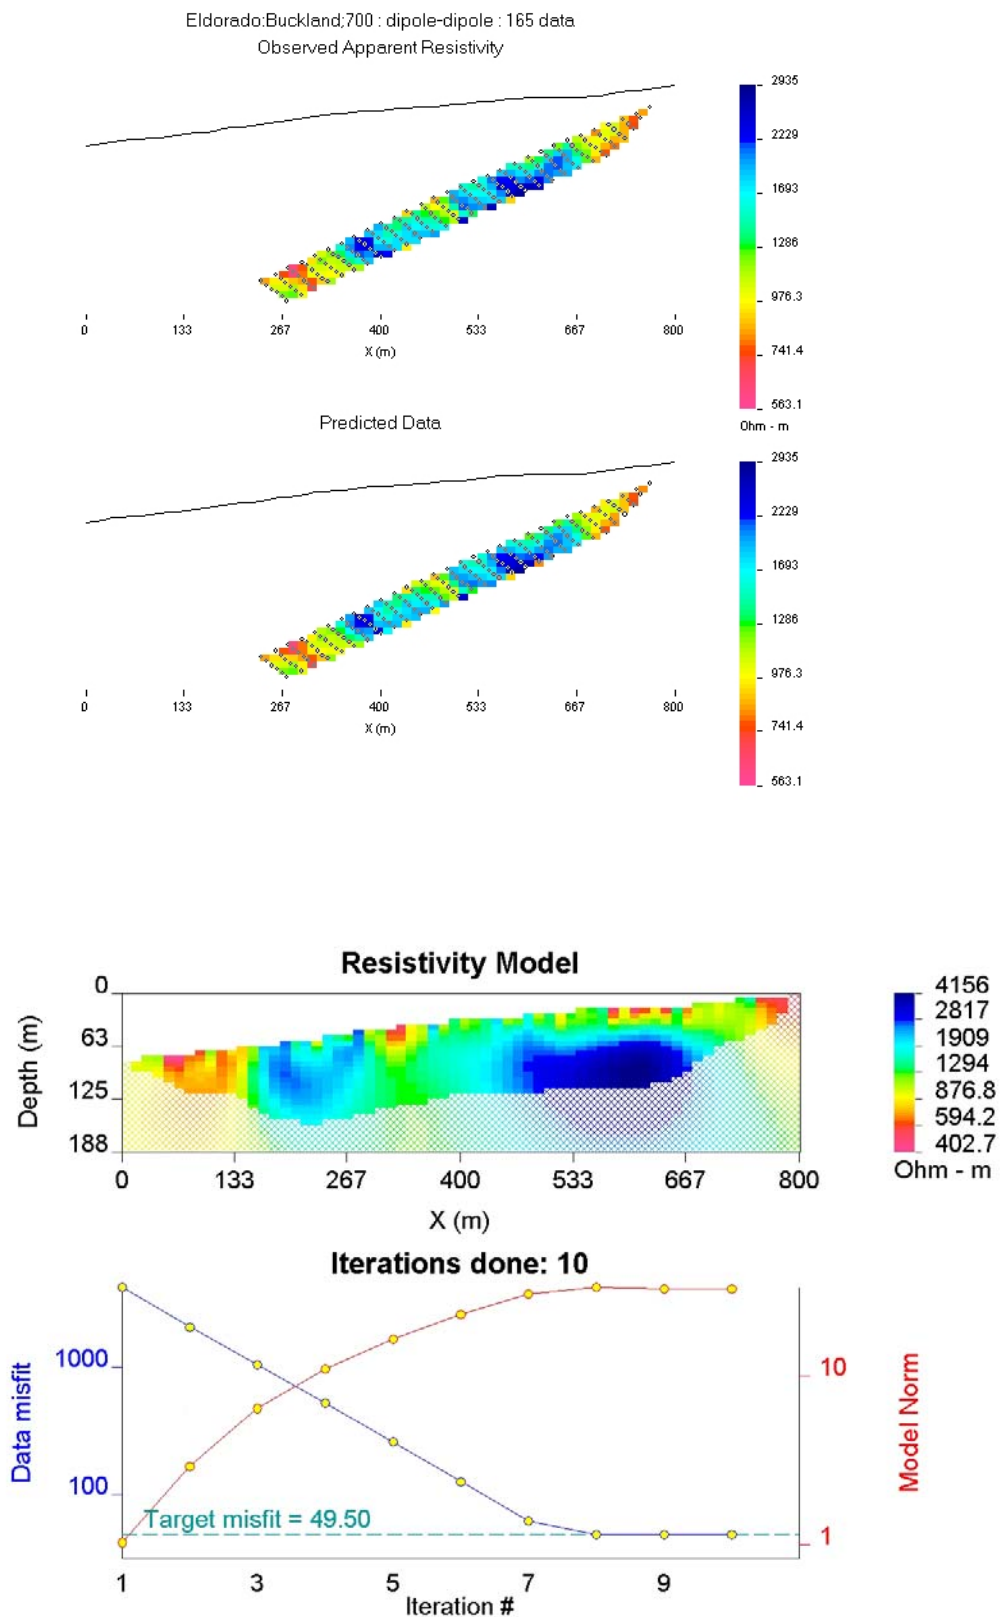 Eldorado:Buckland;700 : dipole-dipole : 165 data
Observed Apparent Resistivity
2935
2229
1693
1286
976.3
741.4
563.1
Ohm - m
0 133 267 400 533 667 800
X (m)
Predicted Data
2935
2229
1693
1286
976.3
741.4
563.1
0 133 267 400 533 667 800
X (m)
Resistivity Model
Depth (m)
0
63
125
188
0 133 267 400 533 667 800
X (m)
4156
2817
1909
1294
876.8
594.2
402.7
Ohm - m
Iterations done: 10
Data misfit
1000
100
Target misfit = 49.50
10
1
Model Norm
1 3 5 7 9
Iteration #